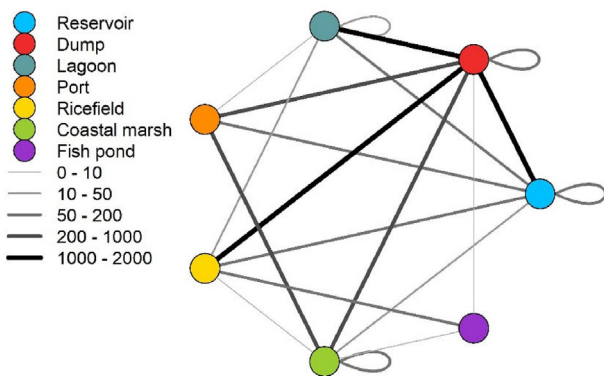 Reservoir
Dump
Lagoon
Port
Ricefield
Coastal marsh
Fish pond
0 - 10
10 - 50
50 - 200
200 - 1000
1000 - 2000